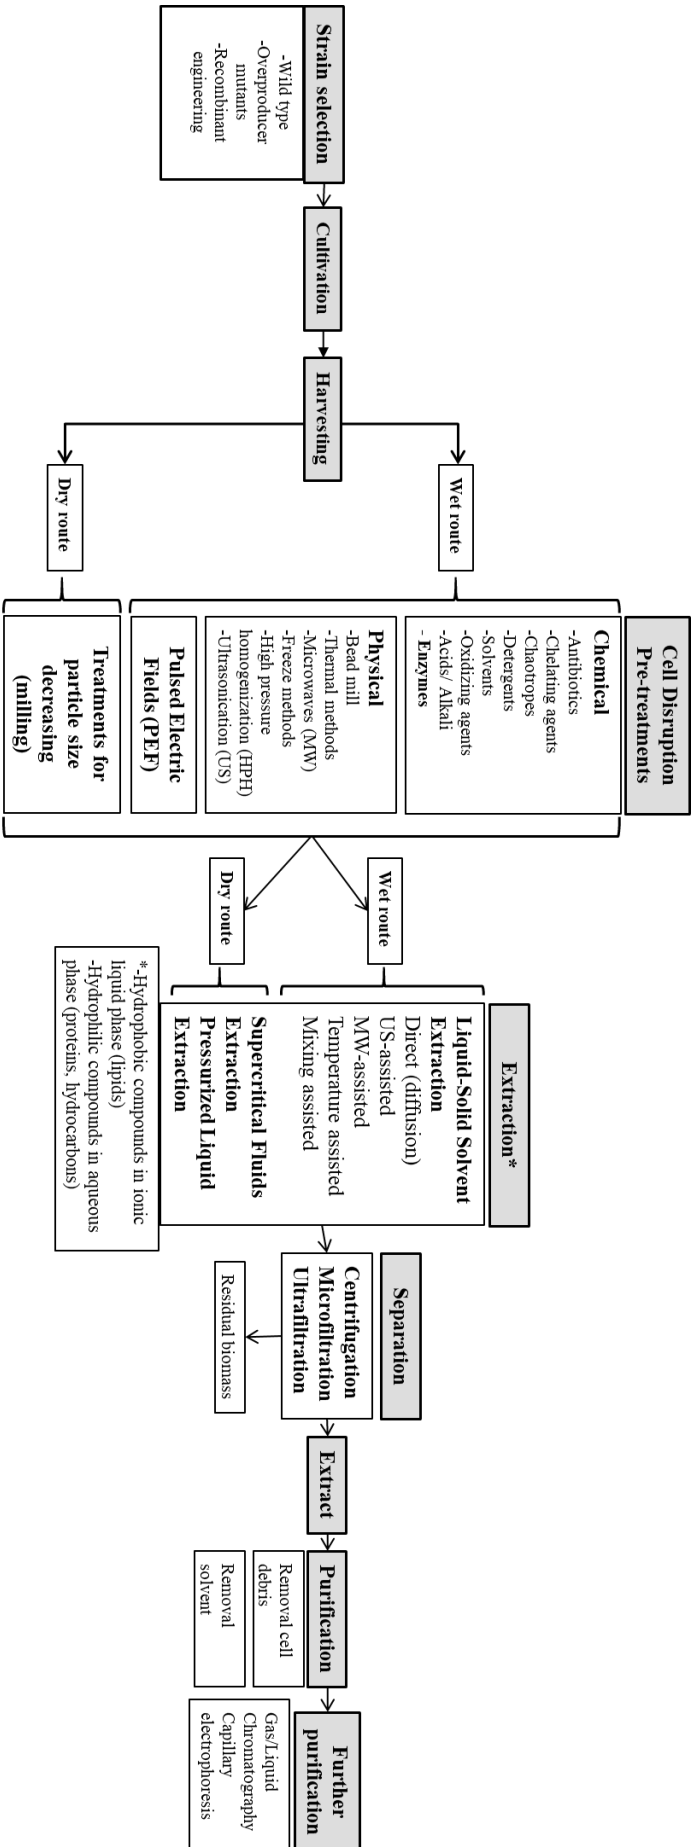 Strain selection
-Wild type
-Overproducer
mutants
-Recombinant
engineering
Cultivation
Harvesting
Wet route
Dry route
Cell Disruption
Pre-treatments
Chemical
-Antibiotics
-Chelating agents
-Chaotropes
-Detergents
-Solvents
-Oxidizing agents
-Acids/ Alkali
- Enzymes
Physical
-Bead mill
-Thermal methods
-Microwaves (MW)
-Freeze methods
-High pressure
homogenization (HPH)
-Ultrasonication (US)
Pulsed Electric
Fields (PEF)
Treatments for
particle size
decreasing
(milling)
Wet route
Dry route
Extraction*
Liquid-Solid Solvent
Extraction
Direct (diffusion)
US-assisted
MW-assisted
Temperature assisted
Mixing assisted
Supercritical Fluids
Extraction
Pressurized Liquid
Extraction
*-Hydrophobic compounds in ionic
liquid phase (lipids)
-Hydrophilic compounds in aqueous
phase (proteins, hydrocarbons)
Separation
Centrifugation
Microfiltration
Ultrafiltration
Residual biomass
Extract
Purification
Removal cell
debris
Removal
solvent
Further
purification
Gas/Liquid
Chromatography
Capillary
electrophoresis